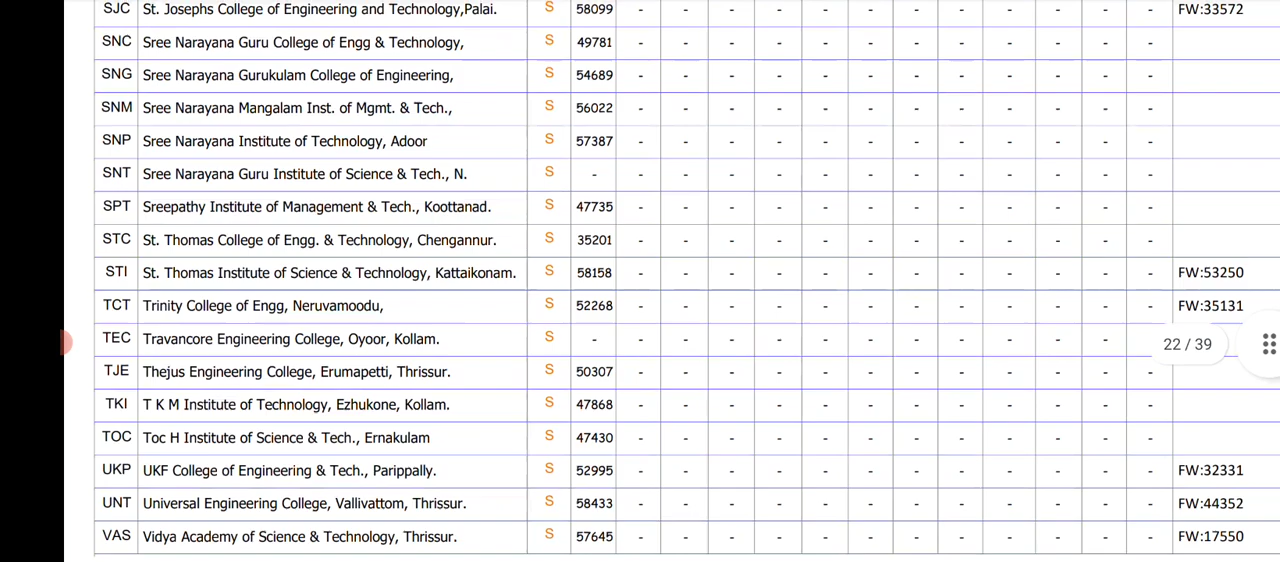 SJC St. Josephs College of Engineering and Technology,Palai. S 58099 - - - - - - - - - - - - FW:33572
SNC Sree Narayana Guru College of Engg & Technology, S 49781 - - - - - - - - - - - -
SNG Sree Narayana Gurukulam College of Engineering, S 54689 - - - - - - - - - - - -
SNM Sree Narayana Mangalam Inst. of Mgmt. & Tech., S 56022 - - - - - - - - - - - -
SNP Sree Narayana Institute of Technology, Adoor S 57387 - - - - - - - - - - - -
SNT Sree Narayana Guru Institute of Science & Tech., N. S - - - - - - - - - - - - -
SPT Sreepathy Institute of Management & Tech., Koottanad. S 47735 - - - - - - - - - - - -
STC St. Thomas College of Engg. & Technology, Chengannur. S 35201 - - - - - - - - - - - -
STI St. Thomas Institute of Science & Technology, Kattaikonam. S 58158 - - - - - - - - - - - - FW:53250
TCT Trinity College of Engg, Neruvamoodu, S 52268 - - - - - - - - - - - - FW:35131
TEC Travancore Engineering College, Oyoor, Kollam. S - - - - - - - - - - - - -
22 / 39
TJE Thejus Engineering College, Erumapetti, Thrissur. S 50307 - - - - - - - - - - - -
TKI T K M Institute of Technology, Ezhukone, Kollam. S 47868 - - - - - - - - - - - -
TOC Toc H Institute of Science & Tech., Ernakulam S 47430 - - - - - - - - - - - -
UKP UKF College of Engineering & Tech., Parippally. S 52995 - - - - - - - - - - - - FW:32331
UNT Universal Engineering College, Vallivattom, Thrissur. S 58433 - - - - - - - - - - - - FW:44352
VAS Vidya Academy of Science & Technology, Thrissur. S 57645 - - - - - - - - - - - - FW:17550